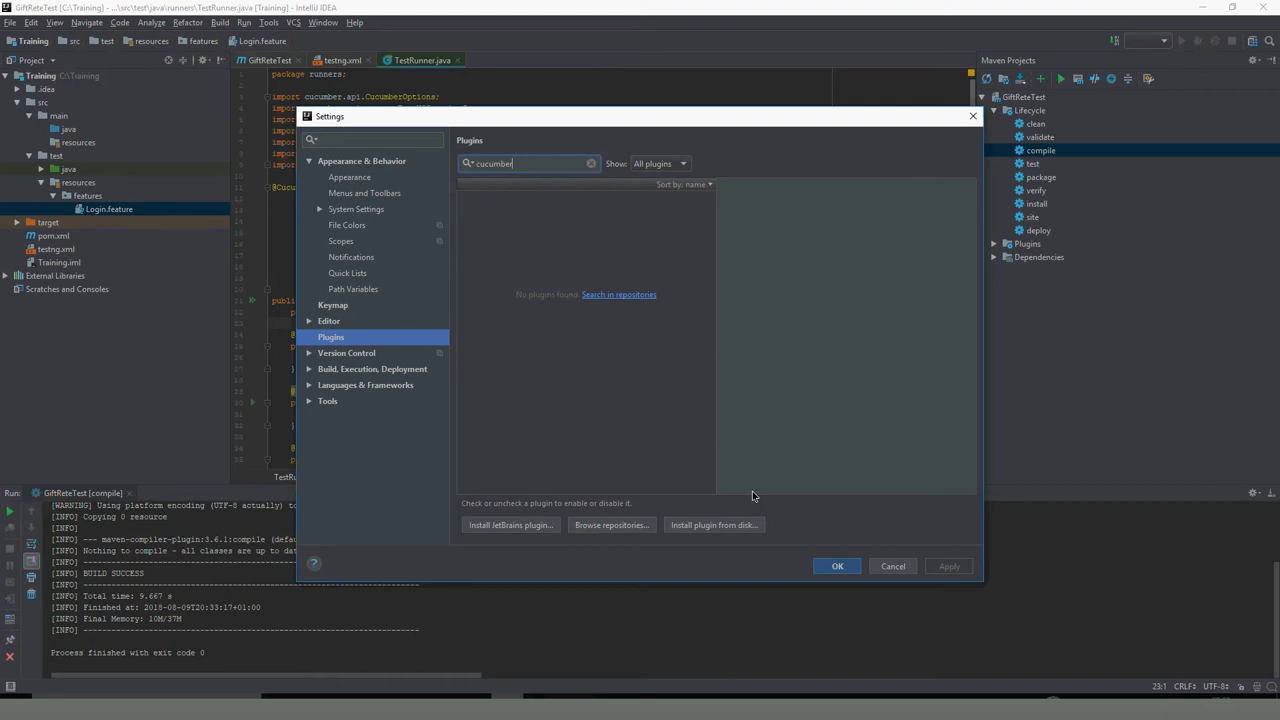 GiftReteTest - [C:\Training] - ...\src\test\java\runners\TestRunner.java [Training] - IntelliJ IDEA
File Edit View Navigate Code Analyze Refactor Build Run Tools VCS Window Help
Training src test resources features Login.feature
Project
GiftReteTest testng.xml TestRunner.java
Maven Projects
Training C:\Training
.idea
src
main
java
resources
test
java
resources
features
Login.feature
target
pom.xml
testng.xml
Training.iml
External Libraries
Scratches and Consoles
1 package runners;
3 import cucumber.api.CucumberOptions;
@Cucu
21 publi
Settings
Appearance & Behavior
Appearance
Menus and Toolbars
System Settings
File Colors
Scopes
Notifications
Quick Lists
Path Variables
Keymap
Editor
Plugins
Version Control
Build, Execution, Deployment
Languages & Frameworks
Tools
Plugins
cucumber
Show: All plugins
Sort by: name
No plugins found. Search in repositories
Check or uncheck a plugin to enable or disable it.
Install JetBrains plugin... Browse repositories... Install plugin from disk...
? OK Cancel Apply
GiftReteTest
Lifecycle
clean
validate
compile
test
package
verify
install
site
deploy
Plugins
Dependencies
TestRu
Run: GiftReteTest [compile]
[WARNING] Using platform encoding (UTF-8 actually) to
[INFO] Copying 0 resource
[INFO]
[INFO] --- maven-compiler-plugin:3.6.1:compile (defau
[INFO] Nothing to compile - all classes are up to dat
[INFO] ------------------------------------------------------------------------
[INFO] BUILD SUCCESS
[INFO] ------------------------------------------------------------------------
[INFO] Total time: 9.667 s
[INFO] Finished at: 2018-08-09T20:33:17+01:00
[INFO] Final Memory: 10M/37M
[INFO] ------------------------------------------------------------------------
Process finished with exit code 0
23:1 CRLF÷ UTF-8÷